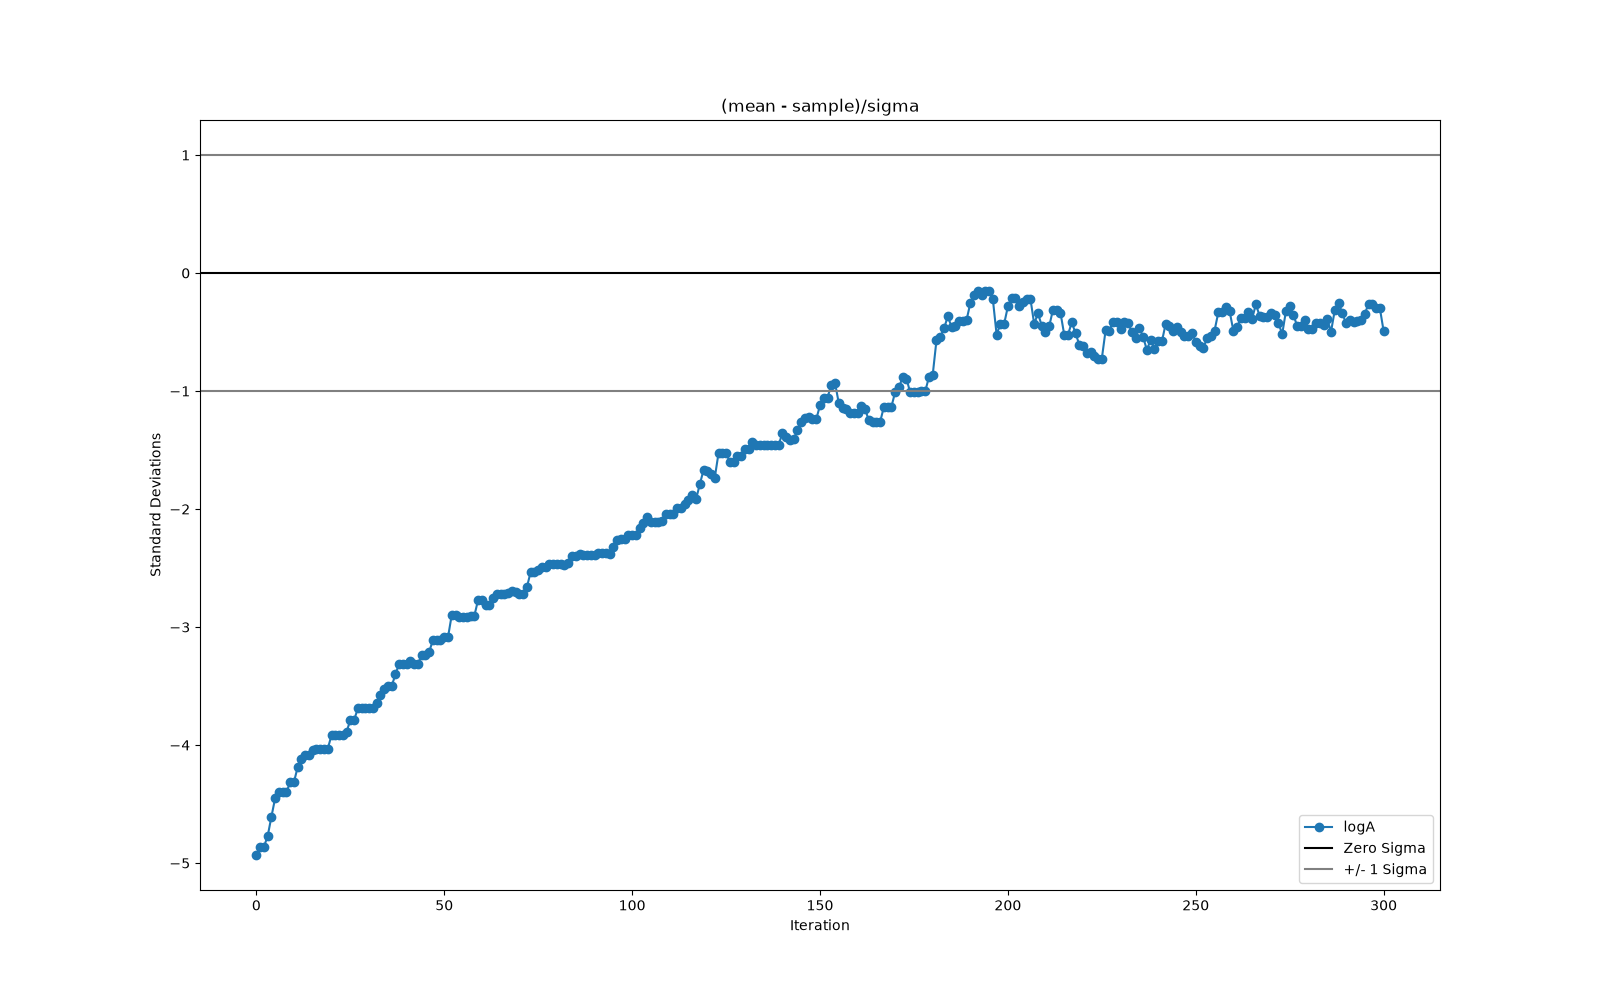 (mean - sample)/sigma
1
0
−1
−2
−3
−4
−5
Standard Deviations
0
50
100
150
200
250
300
Iteration
logA
Zero Sigma
+/- 1 Sigma